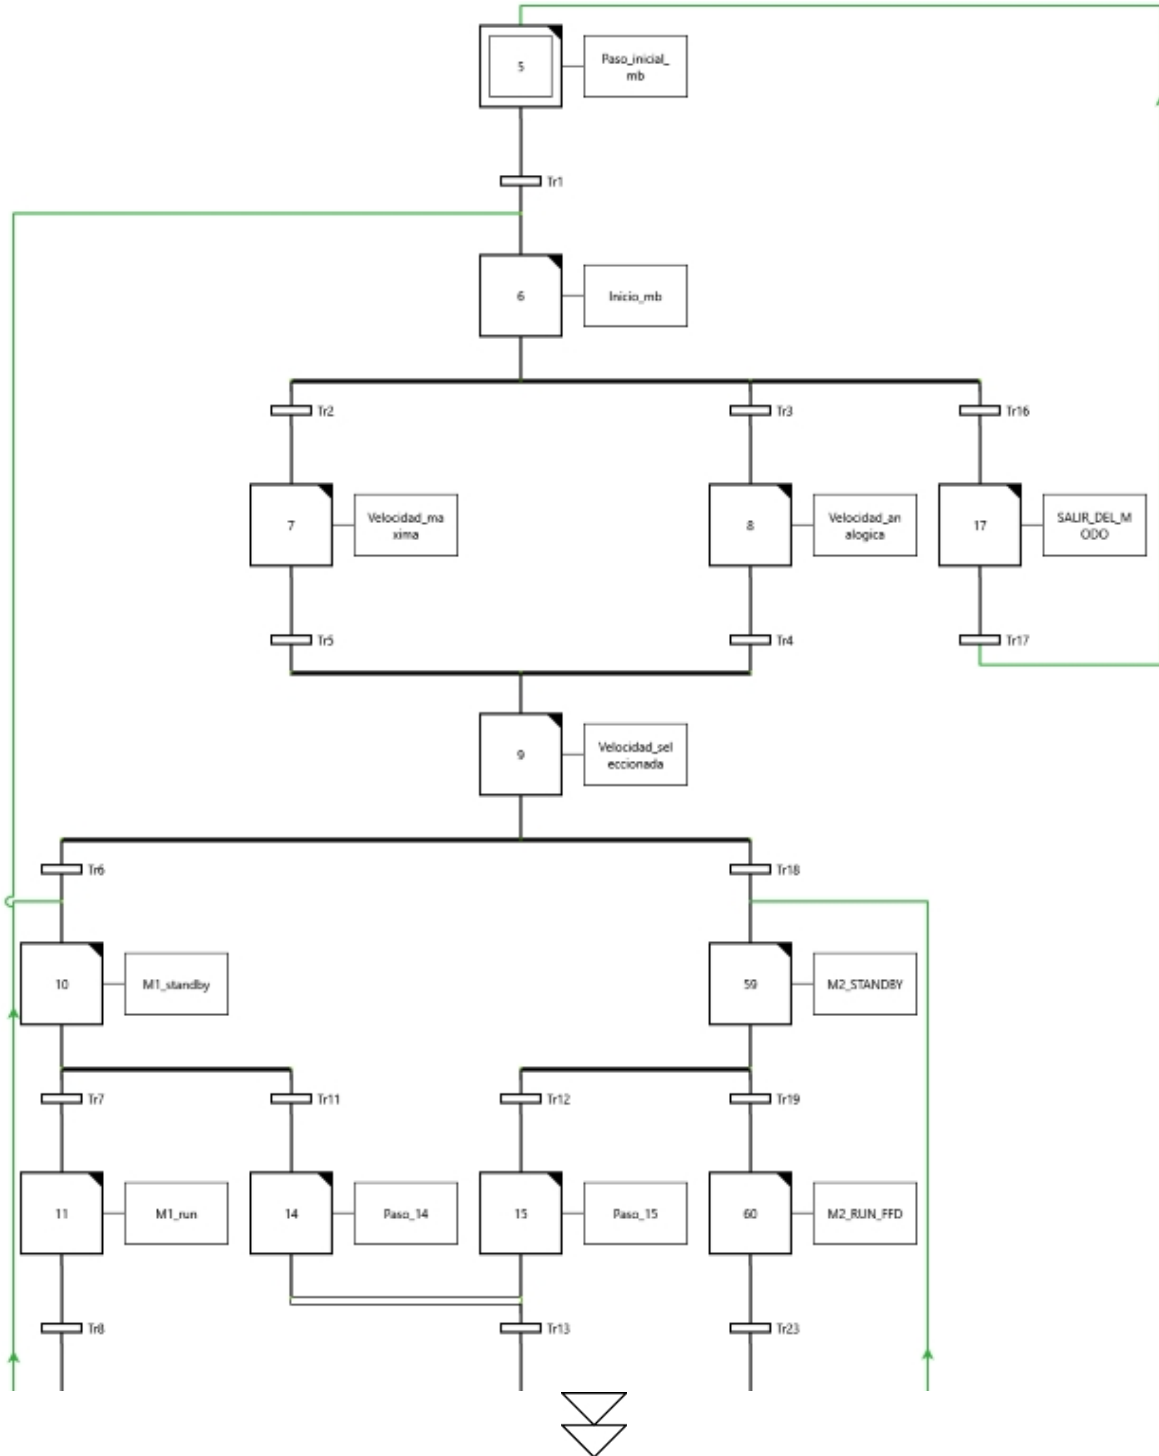 5
Paso_inicial_
mb
Tr1
6
Inicio_mb
Tr2
Tr3
Tr16
7
Velocidad_ma
xima
8
Velocidad_an
alogica
17
SALIR_DEL_M
ODO
Tr5
Tr4
Tr17
9
Velocidad_sel
eccionada
Tr6
Tr18
10
M1_standby
59
M2_STANDBY
Tr7
Tr11
Tr12
Tr19
11
M1_run
14
Paso_14
15
Paso_15
60
M2_RUN_FFD
Tr8
Tr13
Tr23